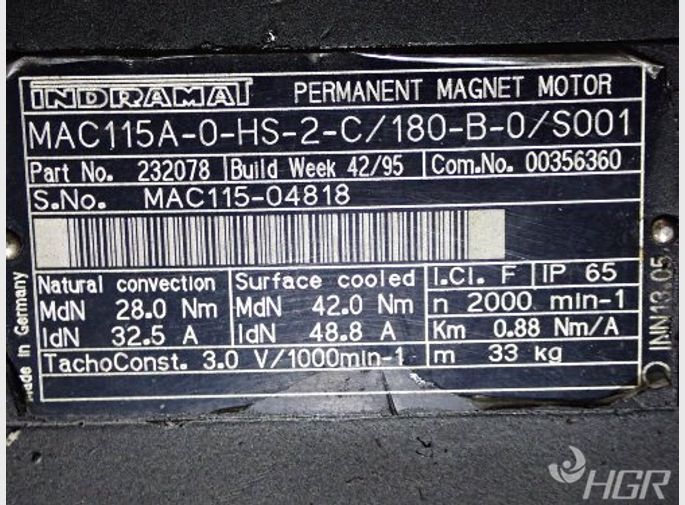 INDRAMAT PERMANENT MAGNET MOTOR
MAC115A-0-HS-2-C/180-B-0/S001
Part No. 232078 Build Week 42/95 Com.No. 00356360
S.No. MAC115-04818
Natural convection Surface cooled I.Cl. F IP 65
MdN 28.0 Nm MdN 42.0 Nm n 2000 min-1
IdN 32.5 A IdN 48.8 A Km 0.88 Nm/A
TachoConst. 3.0 V/1000min-1 m 33 kg
Made in Germany
INN13.05
HGR